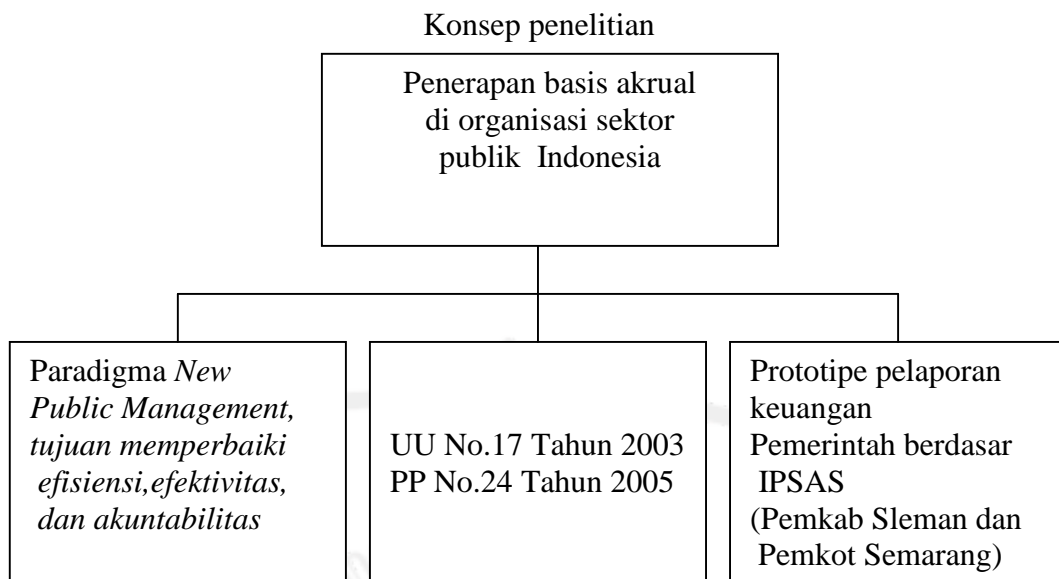 Konsep penelitian
Penerapan basis akrual
di organisasi sektor
publik Indonesia
Paradigma New
Public Management,
tujuan memperbaiki
efisiensi,efektivitas,
dan akuntabilitas
UU No.17 Tahun 2003
PP No.24 Tahun 2005
Prototipe pelaporan
keuangan
Pemerintah berdasar
IPSAS
(Pemkab Sleman dan
Pemkot Semarang)